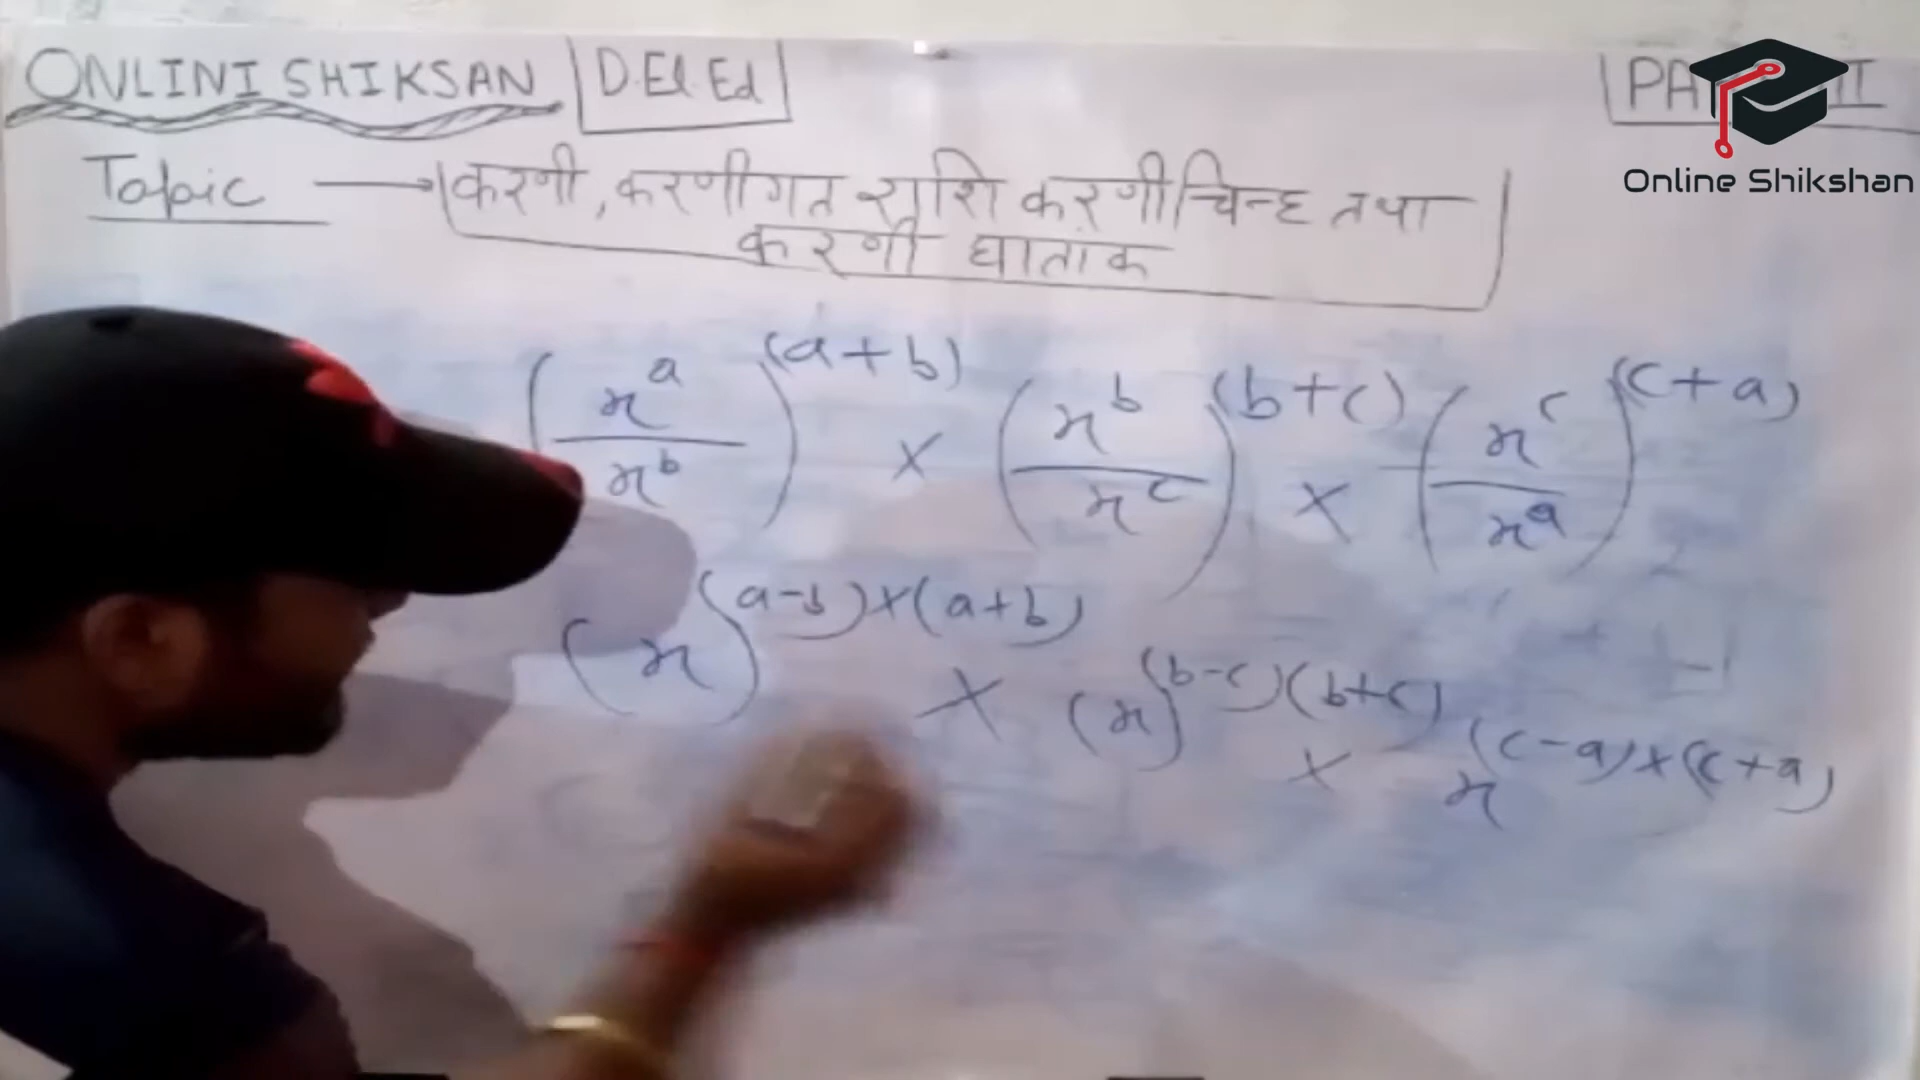 ONLINI SHIKSAN D.El.Ed
Online Shikshan
Topic → करणी, करणीगत राशि करणी चिन्ह तथा
करणी घातांक
(x^a / x^b)^(a+b) × (x^b / x^c)^(b+c) × (x^c / x^a)^(c+a)
(x)^(a-b)×(a+b) × (x)^(b-c)(b+c) × x^(c-a)×(c+a)